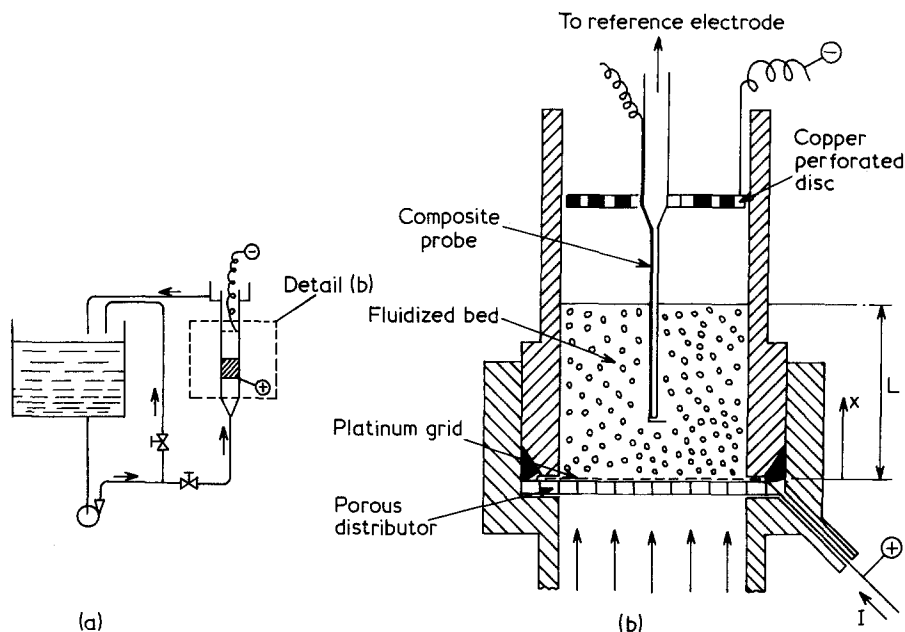 To reference electrode
⊖
Copper
perforated
disc
Composite
probe
⊖
Detail (b)
Fluidized bed
L
x
Platinum grid
⊕
Porous
distributor
⊕
I
(a)
(b)